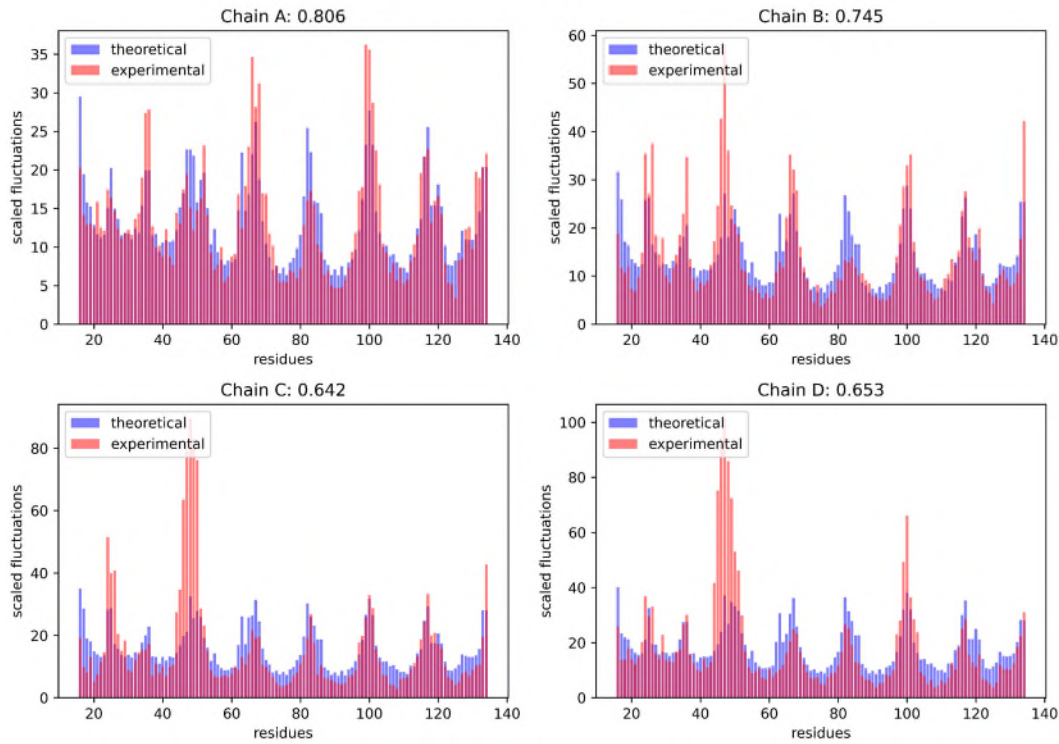 Chain A: 0.806
35
30
25
20
15
10
5
0
scaled fluctuations
theoretical
experimental
20
40
60
80
100
120
140
residues
Chain B: 0.745
60
50
40
30
20
10
0
scaled fluctuations
theoretical
experimental
20
40
60
80
100
120
140
residues
Chain C: 0.642
80
60
40
20
0
scaled fluctuations
theoretical
experimental
20
40
60
80
100
120
140
residues
Chain D: 0.653
100
80
60
40
20
0
scaled fluctuations
theoretical
experimental
20
40
60
80
100
120
140
residues